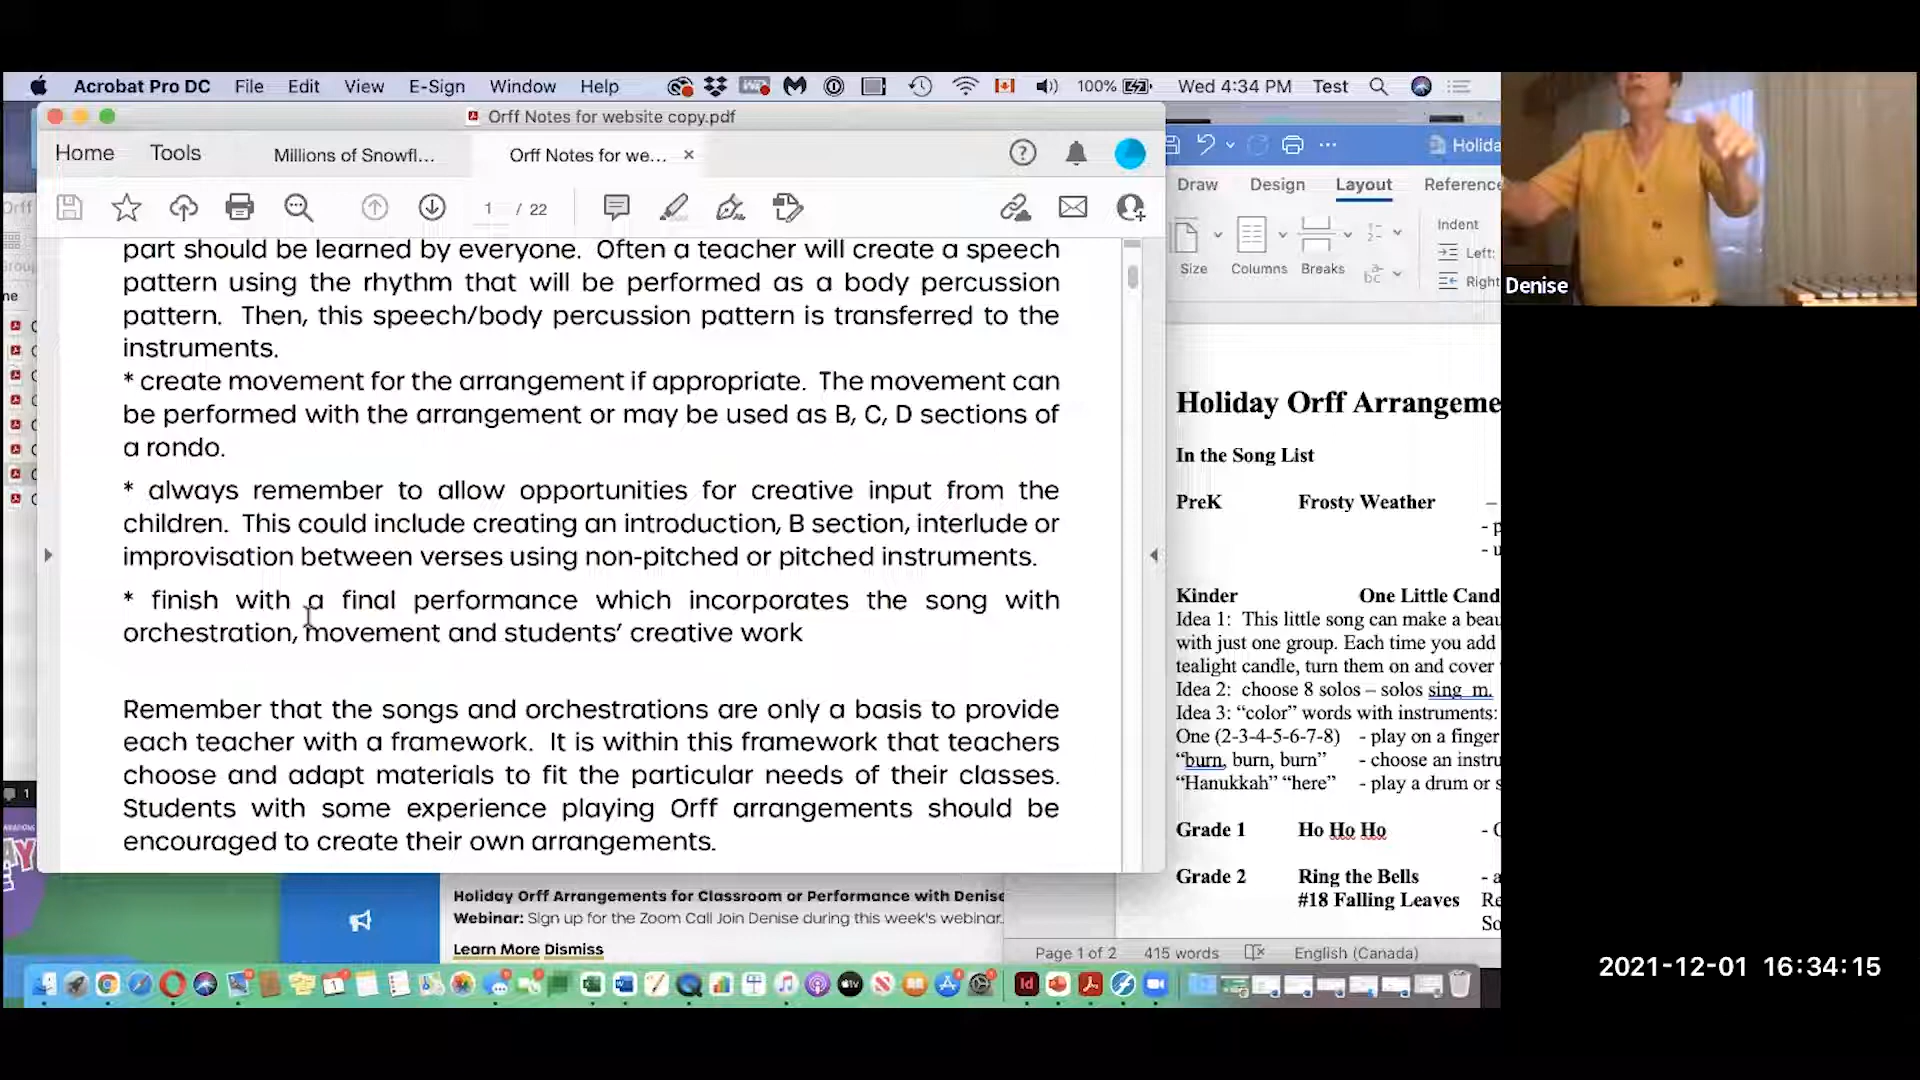 Acrobat Pro DC File Edit View E-Sign Window Help 100% Wed 4:34 PM Test
Orff Notes for website copy.pdf
Home Tools Millions of Snowfl... Orff Notes for we... ×
1 / 22
part should be learned by everyone. Often a teacher will create a speech
pattern using the rhythm that will be performed as a body percussion
pattern. Then, this speech/body percussion pattern is transferred to the
instruments.
* create movement for the arrangement if appropriate. The movement can
be performed with the arrangement or may be used as B, C, D sections of
a rondo.
* always remember to allow opportunities for creative input from the
children. This could include creating an introduction, B section, interlude or
improvisation between verses using non-pitched or pitched instruments.
* finish with a final performance which incorporates the song with
orchestration, movement and students’ creative work
Remember that the songs and orchestrations are only a basis to provide
each teacher with a framework. It is within this framework that teachers
choose and adapt materials to fit the particular needs of their classes.
Students with some experience playing Orff arrangements should be
encouraged to create their own arrangements.
Holiday Orff Arrangements for Classroom or Performance with Denise
Webinar: Sign up for the Zoom Call Join Denise during this week's webinar.
Learn More Dismiss
Holida
Draw Design Layout Reference
Indent
Left:
Right
Size Columns Breaks
Holiday Orff Arrangeme
In the Song List
PreK Frosty Weather –
- p
- u
Kinder One Little Cand
Idea 1: This little song can make a beau
with just one group. Each time you add
tealight candle, turn them on and cover
Idea 2: choose 8 solos – solos sing m.
Idea 3: “color” words with instruments:
One (2-3-4-5-6-7-8) - play on a finger
“burn, burn, burn” - choose an instru
“Hanukkah” “here” - play a drum or s
Grade 1 Ho Ho Ho
Grade 2 Ring the Bells - a
#18 Falling Leaves Re
So
Page 1 of 2 415 words English (Canada)
Denise
2021-12-01 16:34:15